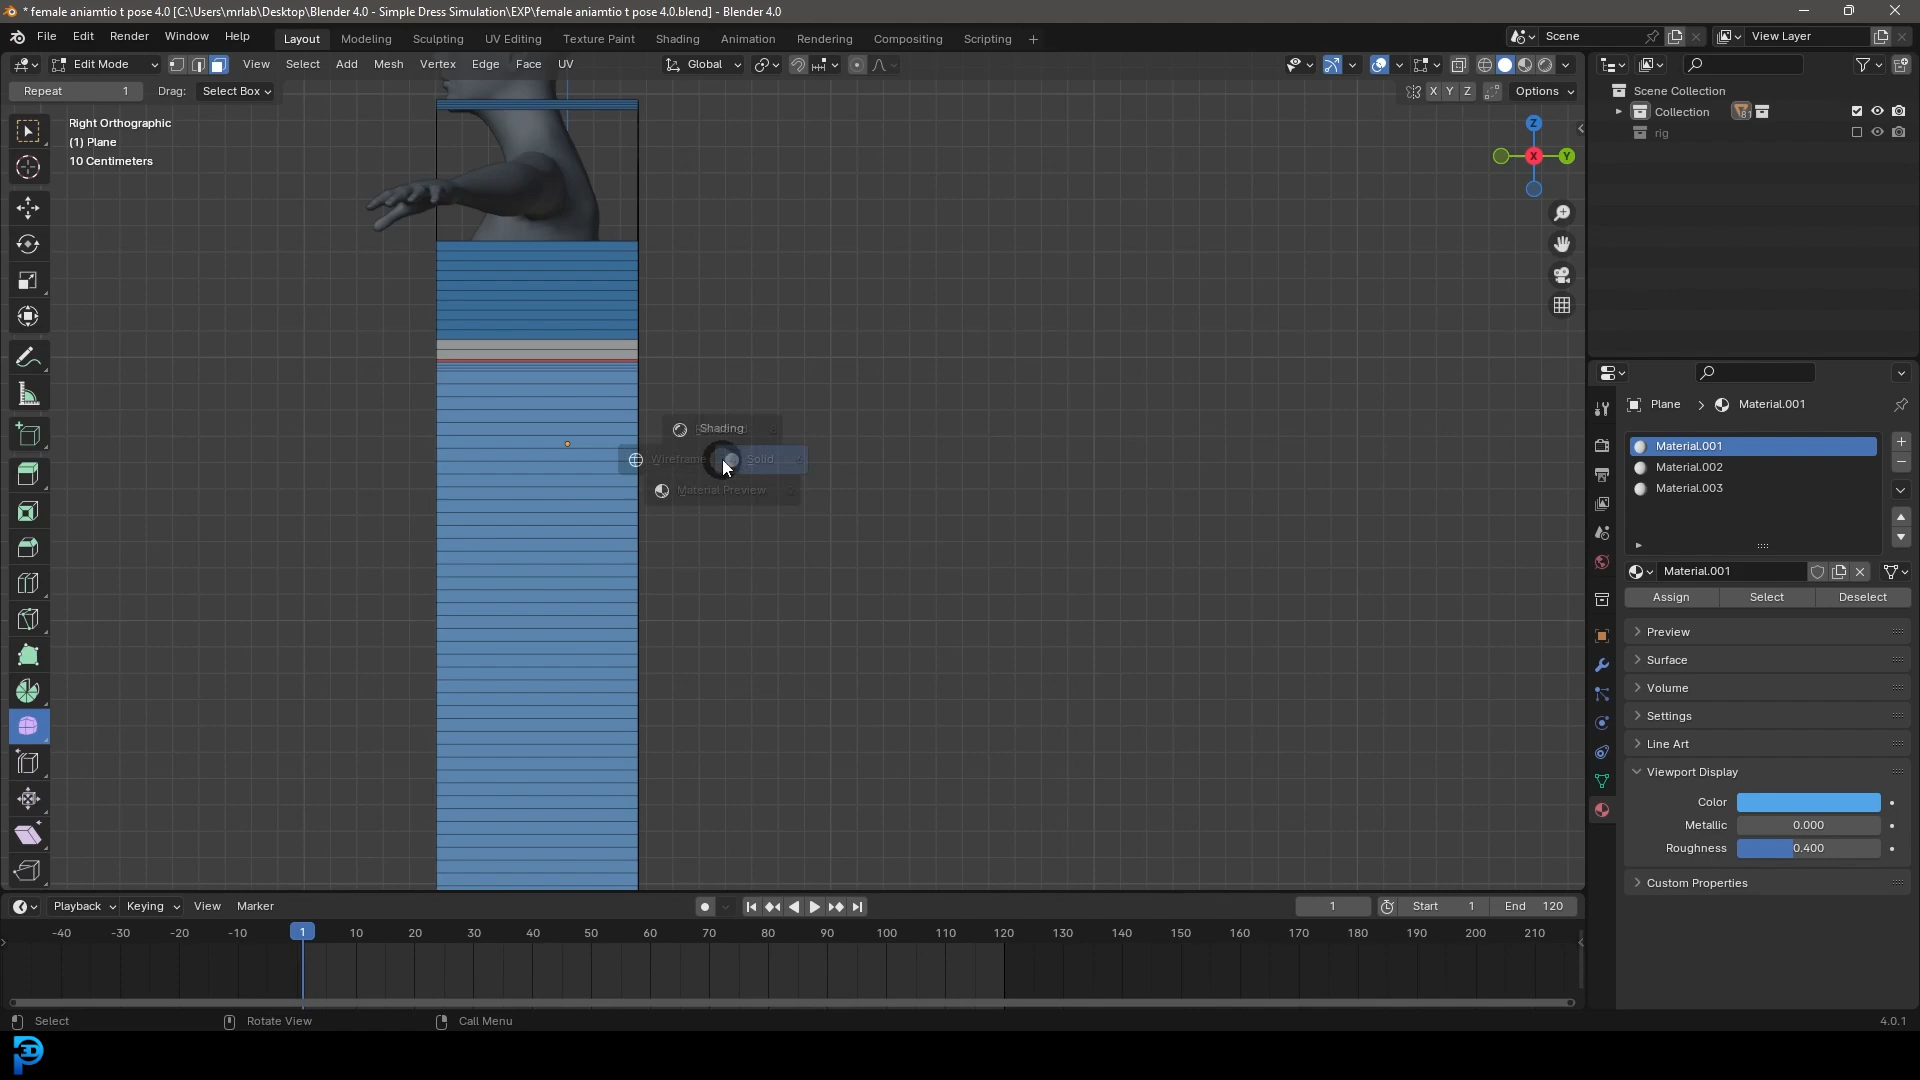 * female aniamtio t pose 4.0 [C:\Users\mrlab\Desktop\Blender 4.0 - Simple Dress Simulation\EXP\female aniamtio t pose 4.0.blend] - Blender 4.0
File Edit Render Window Help Layout Modeling Sculpting UV Editing Texture Paint Shading Animation Rendering Compositing Scripting + Scene View Layer
Edit Mode View Select Add Mesh Vertex Edge Face UV Global
Repeat 1 Drag: Select Box X Y Z Options
Scene Collection
Collection 81
rig
Right Orthographic
(1) Plane
10 Centimeters
Z
X Y
Plane > Material.001
Shading
Wireframe Solid
Material Preview
Material.001
Material.002
Material.003
Material.001
Assign Select Deselect
Preview
Surface
Volume
Settings
Line Art
Viewport Display
Color
Metallic 0.000
Roughness 0.400
Custom Properties
Playback Keying View Marker 1 Start 1 End 120
-40 -30 -20 -10 1 10 20 30 40 50 60 70 80 90 100 110 120 130 140 150 160 170 180 190 200 210
Select Rotate View Call Menu 4.0.1